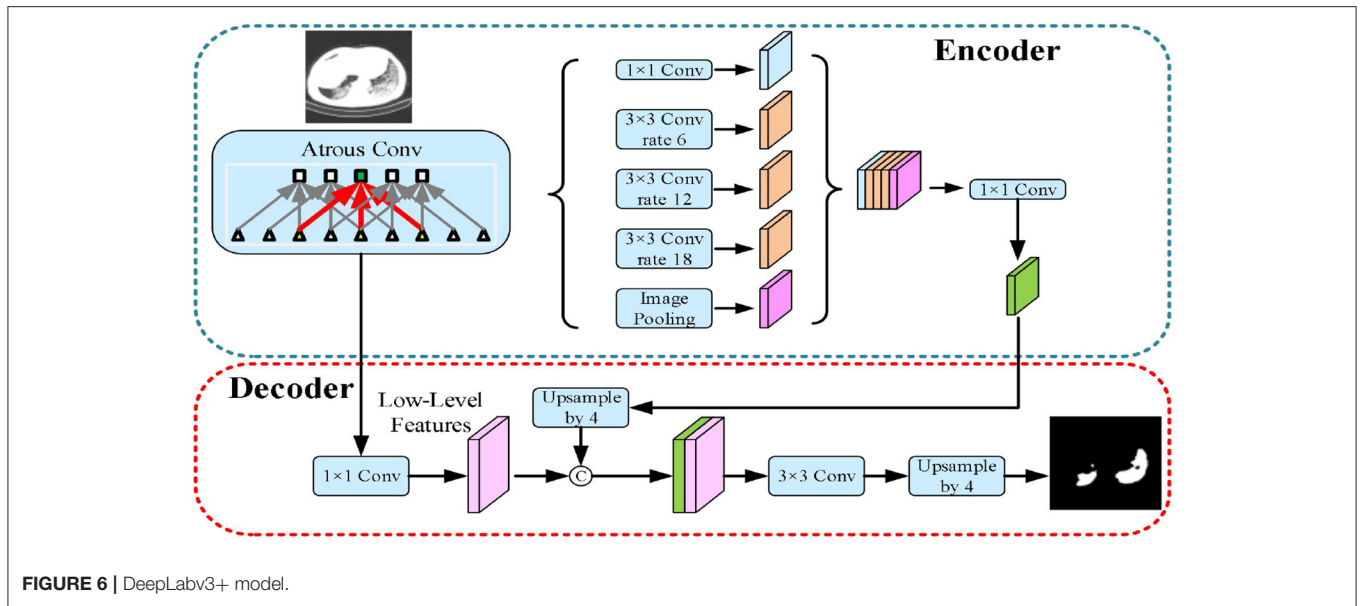 Encoder
Atrous Conv
1×1 Conv
3×3 Conv
rate 6
3×3 Conv
rate 12
3×3 Conv
rate 18
Image
Pooling
1×1 Conv
Decoder
Low-Level
Features
Upsample
by 4
1×1 Conv
C
3×3 Conv
Upsample
by 4
FIGURE 6 | DeepLabv3+ model.